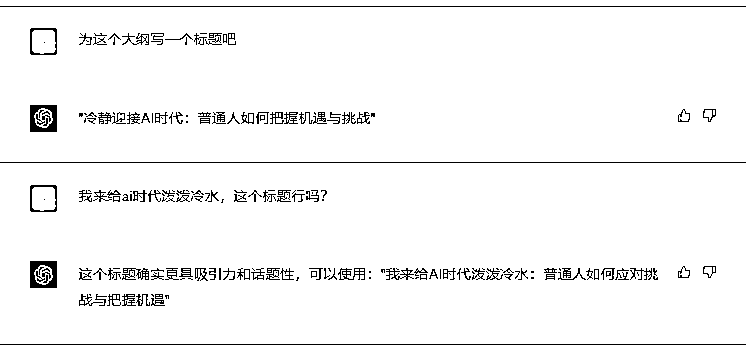 为这个大纲写一个标题吧
"冷静迎接AI时代：普通人如何把握机遇与挑战"
我来给ai时代泼泼冷水，这个标题行吗？
这个标题确实更具吸引力和话题性，可以使用："我来给AI时代泼泼冷水：普通人如何应对挑
战与把握机遇"